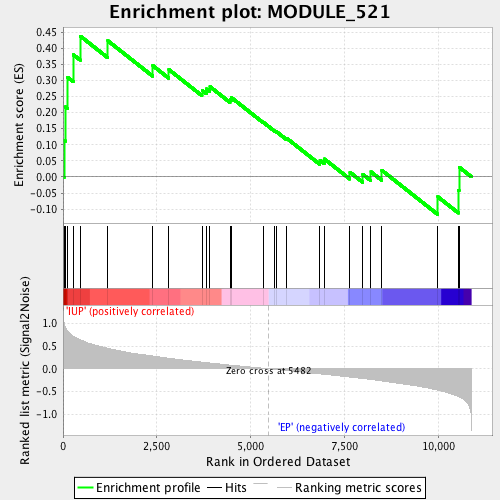 Enrichment plot: MODULE_521
Enrichment score (ES)
0.45
0.40
0.35
0.30
0.25
0.20
0.15
0.10
0.05
0.00
-0.05
-0.10
'IUP' (positively correlated)
Ranked list metric (Signal2Noise)
1.0
0.5
0.0
-0.5
-1.0
Zero cross at 5482
'EP' (negatively correlated)
0 2,500 5,000 7,500 10,000
Rank in Ordered Dataset
Enrichment profile Hits Ranking metric scores